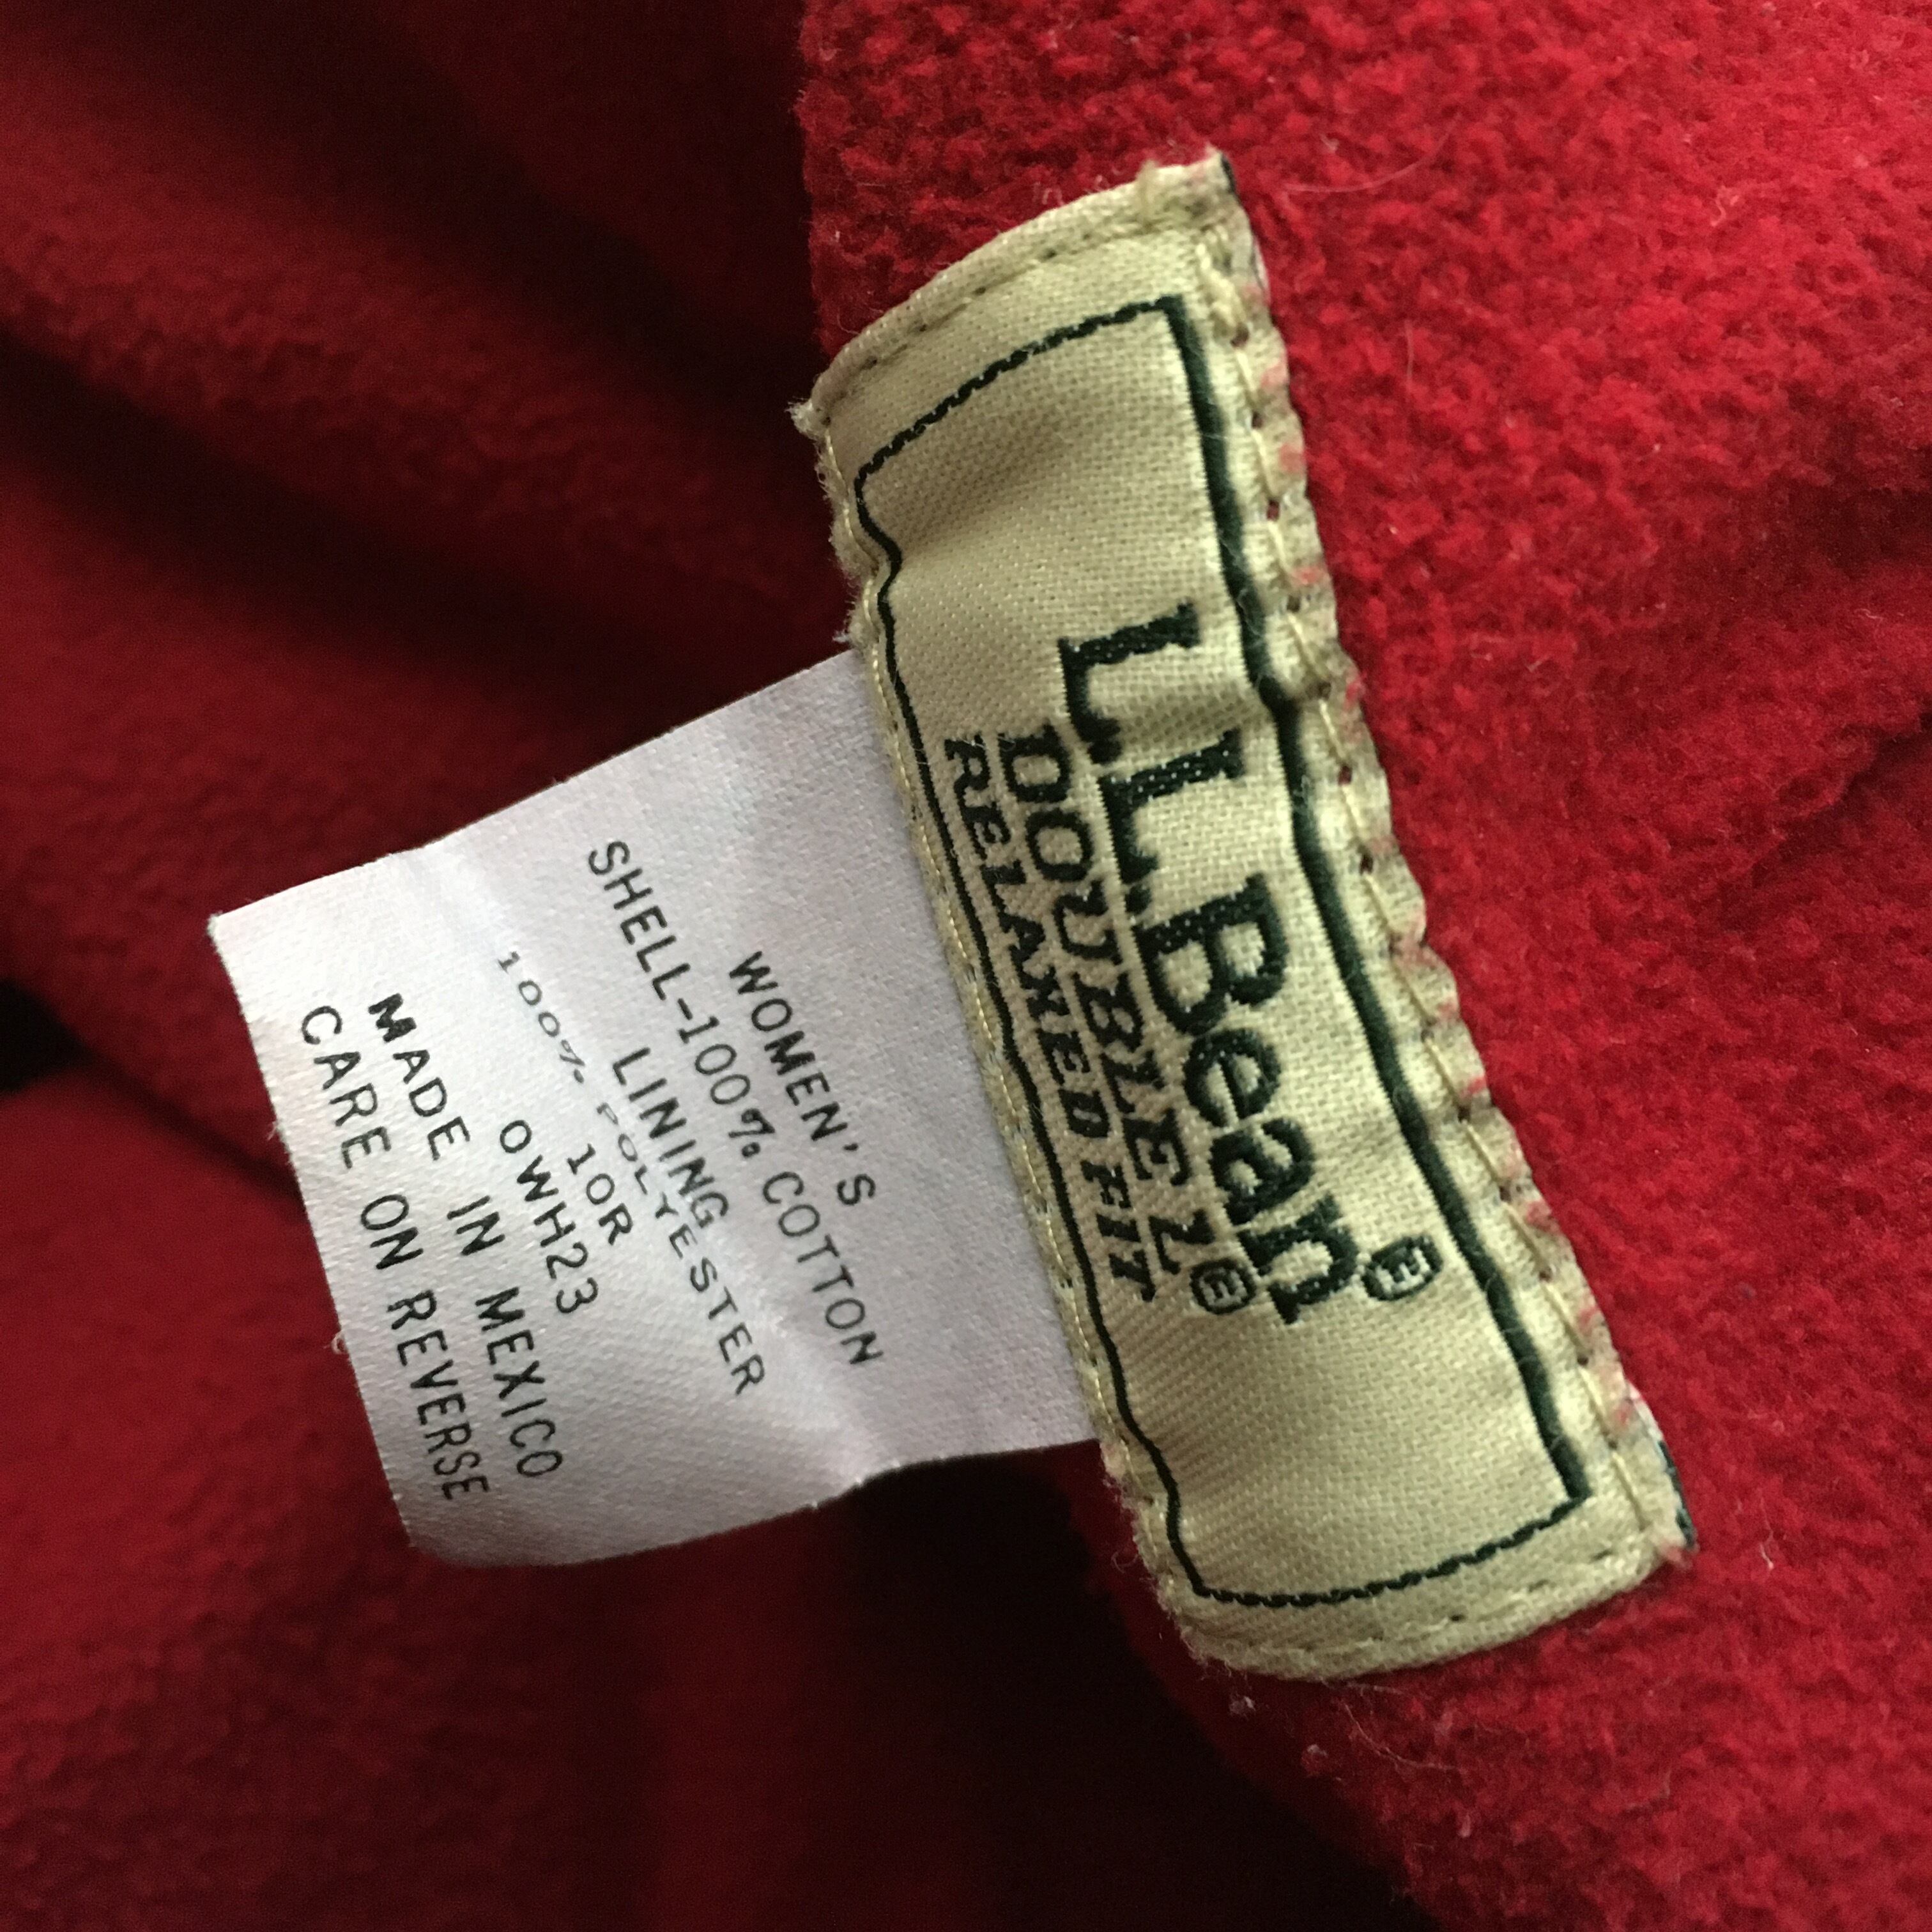 L.L.Bean®
DOUBLE L®
RELAXED FIT
WOMEN'S
SHELL-100% COTTON
LINING
100% POLYESTER
10R
OWH23
MADE IN MEXICO
CARE ON REVERSE